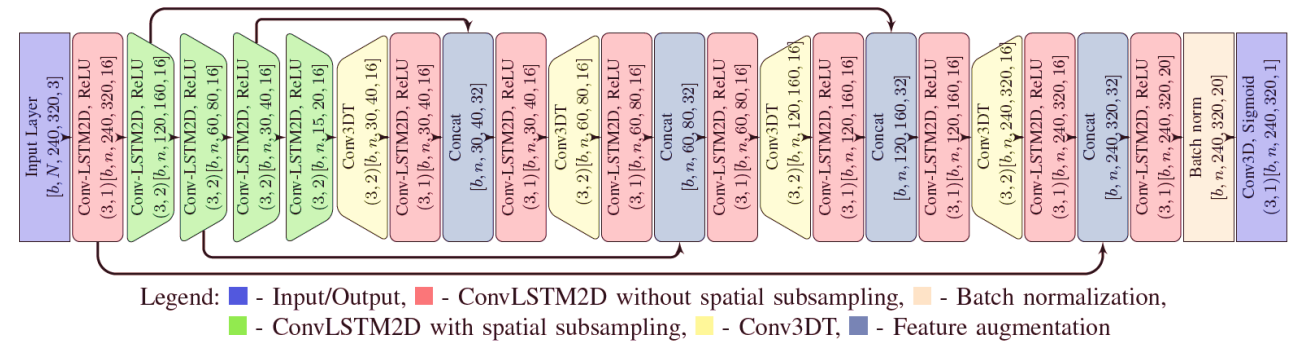 Input Layer
[b, N, 240, 320, 3]
Conv-LSTM2D, ReLU
(3, 1)[b, n, 240, 320, 16]
Conv-LSTM2D, ReLU
(3, 2)[b, n, 120, 160, 16]
Conv-LSTM2D, ReLU
(3, 2)[b, n, 60, 80, 16]
Conv-LSTM2D, ReLU
(3, 2)[b, n, 30, 40, 16]
Conv-LSTM2D, ReLU
(3, 2)[b, n, 15, 20, 16]
Conv3DT
(3, 2)[b, n, 30, 40, 16]
Conv-LSTM2D, ReLU
(3, 1)[b, n, 30, 40, 16]
Concat
[b, n, 30, 40, 32]
Conv-LSTM2D, ReLU
(3, 1)[b, n, 30, 40, 16]
Conv3DT
(3, 2)[b, n, 60, 80, 16]
Conv-LSTM2D, ReLU
(3, 1)[b, n, 60, 80, 16]
Concat
[b, n, 60, 80, 32]
Conv-LSTM2D, ReLU
(3, 1)[b, n, 60, 80, 16]
Conv3DT
(3, 2)[b, n, 120, 160, 16]
Conv-LSTM2D, ReLU
(3, 1)[b, n, 120, 160, 16]
Concat
[b, n, 120, 160, 32]
Conv-LSTM2D, ReLU
(3, 1)[b, n, 120, 160, 16]
Conv3DT
(3, 2)[b, n, 240, 320, 16]
Conv-LSTM2D, ReLU
(3, 1)[b, n, 240, 320, 16]
Concat
[b, n, 240, 320, 32]
Conv-LSTM2D, ReLU
(3, 1)[b, n, 240, 320, 20]
Batch norm
[b, n, 240, 320, 20]
Conv3D, Sigmoid
(3, 1)[b, n, 240, 320, 1]
Legend: - Input/Output, - ConvLSTM2D without spatial subsampling, - Batch normalization,
- ConvLSTM2D with spatial subsampling, - Conv3DT, - Feature augmentation